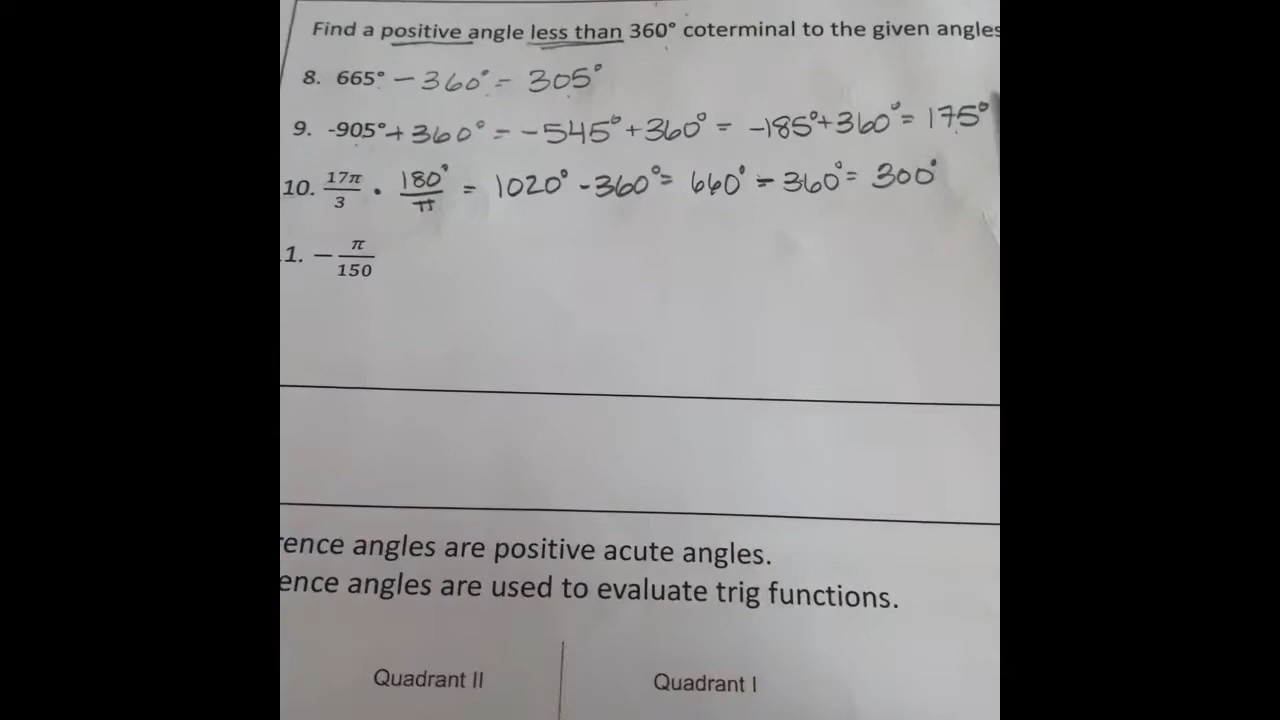 Find a positive angle less than 360° coterminal to the given angles
8. 665° - 360° = 305°
9. -905° + 360° = -545° + 360° = -185° + 360° = 175°
10. 17π/3 · 180°/π = 1020° - 360° = 660° - 360° = 300°
1. - π/150
rence angles are positive acute angles.
ence angles are used to evaluate trig functions.
Quadrant II Quadrant I